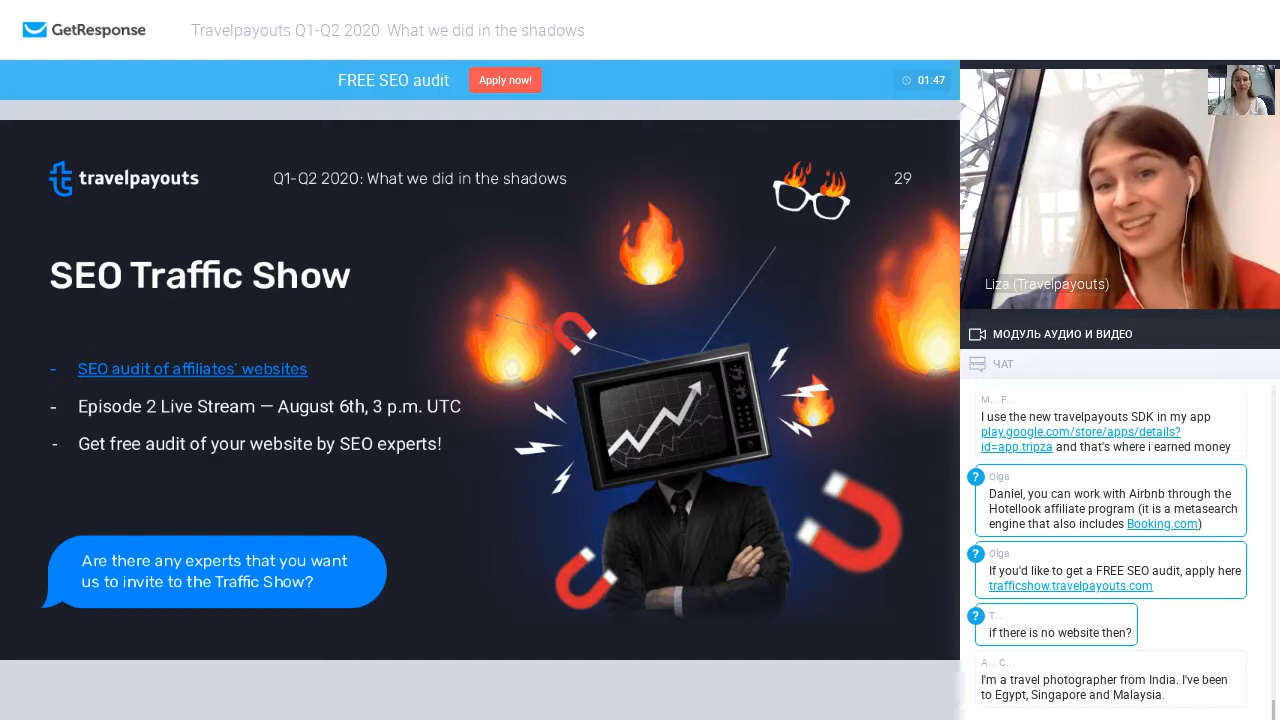 GetResponse
Travelpayouts Q1-Q2 2020: What we did in the shadows
FREE SEO audit
Apply now!
01:47
travelpayouts
Q1-Q2 2020: What we did in the shadows
29
SEO Traffic Show
- SEO audit of affiliates' websites
- Episode 2 Live Stream — August 6th, 3 p.m. UTC
- Get free audit of your website by SEO experts!
Are there any experts that you want
us to invite to the Traffic Show?
Liza (Travelpayouts)
МОДУЛЬ АУДИО И ВИДЕО
ЧАТ
M... F...
I use the new travelpayouts SDK in my app
play.google.com/store/apps/details?
id=app.tripza and that's where i earned money
?
Olga
Daniel, you can work with Airbnb through the
Hotellook affiliate program (it is a metasearch
engine that also includes Booking.com)
?
Olga
If you'd like to get a FREE SEO audit, apply here
trafficshow.travelpayouts.com
?
T...
if there is no website then?
A... C...
I'm a travel photographer from India. I've been
to Egypt, Singapore and Malaysia.